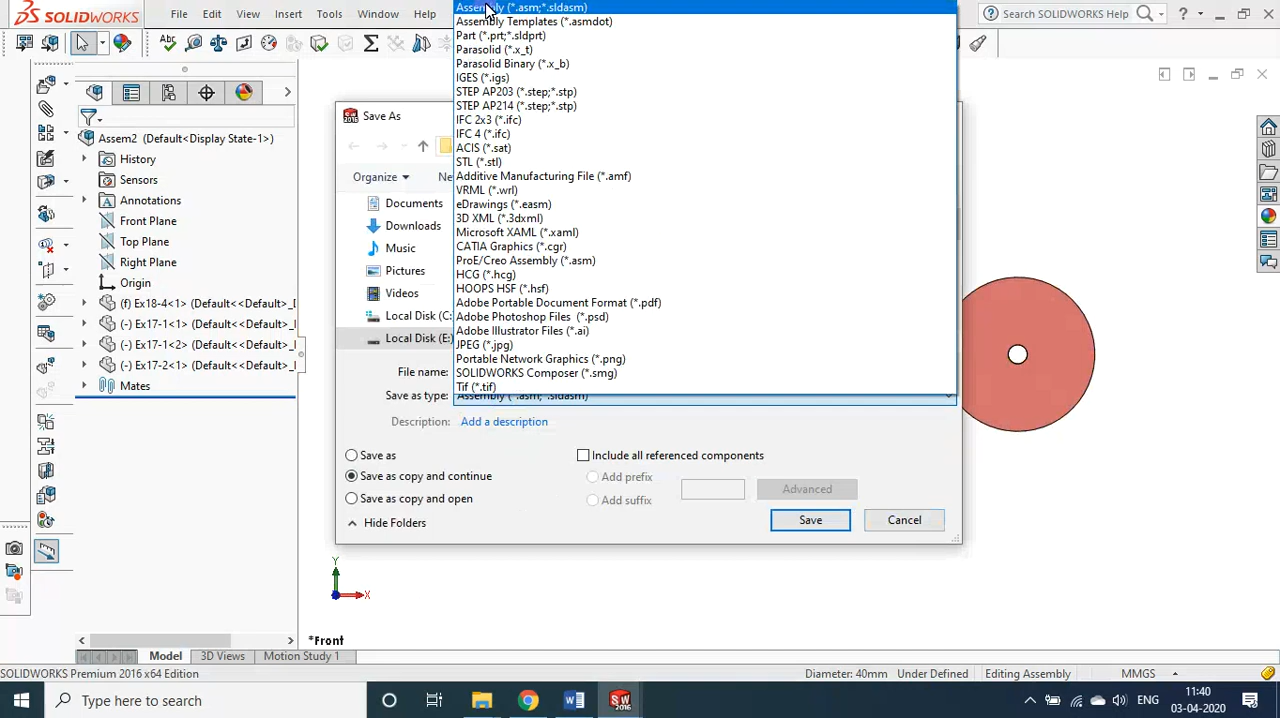 SOLIDWORKS
File
Edit
View
Insert
Tools
Window
Help
Search SOLIDWORKS Help
Assembly (*.asm;*.sldasm)
Assembly Templates (*.asmdot)
Part (*.prt;*.sldprt)
Parasolid (*.x_t)
Parasolid Binary (*.x_b)
IGES (*.igs)
STEP AP203 (*.step;*.stp)
STEP AP214 (*.step;*.stp)
IFC 2x3 (*.ifc)
IFC 4 (*.ifc)
ACIS (*.sat)
STL (*.stl)
Additive Manufacturing File (*.amf)
VRML (*.wrl)
eDrawings (*.easm)
3D XML (*.3dxml)
Microsoft XAML (*.xaml)
CATIA Graphics (*.cgr)
ProE/Creo Assembly (*.asm)
HCG (*.hcg)
HOOPS HSF (*.hsf)
Adobe Portable Document Format (*.pdf)
Adobe Photoshop Files (*.psd)
Adobe Illustrator Files (*.ai)
JPEG (*.jpg)
Portable Network Graphics (*.png)
SOLIDWORKS Composer (*.smg)
Tif (*.tif)
Assem2 (Default<Display State-1>)
History
Sensors
Annotations
Front Plane
Top Plane
Right Plane
Origin
(f) Ex18-4<1> (Default<<Default>_
(-) Ex17-1<1> (Default<<Default>_
(-) Ex17-1<2> (Default<<Default>_
(-) Ex17-2<1> (Default<<Default>_
Mates
Save As
Organize
Documents
Downloads
Music
Pictures
Videos
Local Disk (C:
Local Disk (E:)
File name:
Save as type:
Assembly (*.asm;*.sldasm)
Description:
Add a description
Save as
Include all referenced components
Save as copy and continue
Add prefix
Advanced
Save as copy and open
Add suffix
Hide Folders
Save
Cancel
Y
X
*Front
Model
3D Views
Motion Study 1
SOLIDWORKS Premium 2016 x64 Edition
Diameter: 40mm
Under Defined
Editing Assembly
MMGS
Type here to search
ENG
11:40
03-04-2020